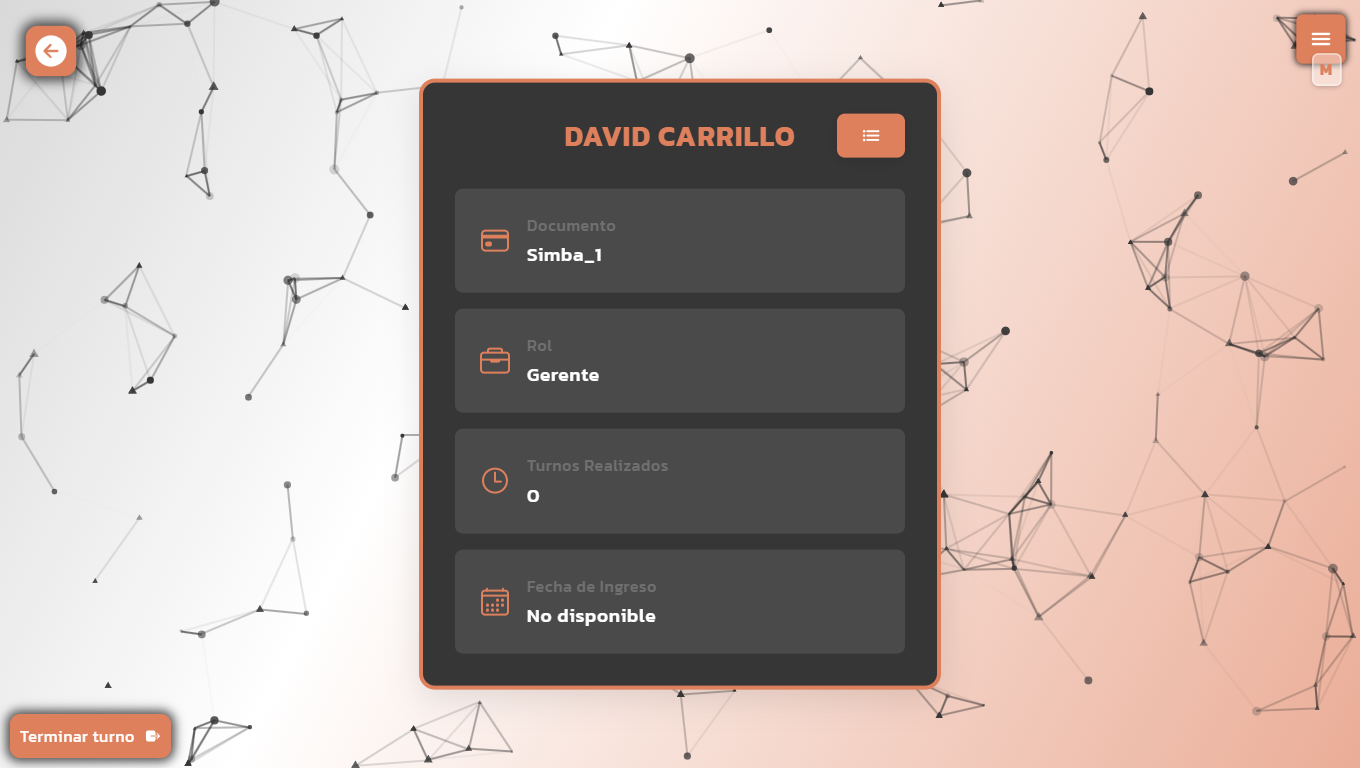 M
DAVID CARRILLO
Documento
Simba_1
Rol
Gerente
Turnos Realizados
0
Fecha de Ingreso
No disponible
Terminar turno